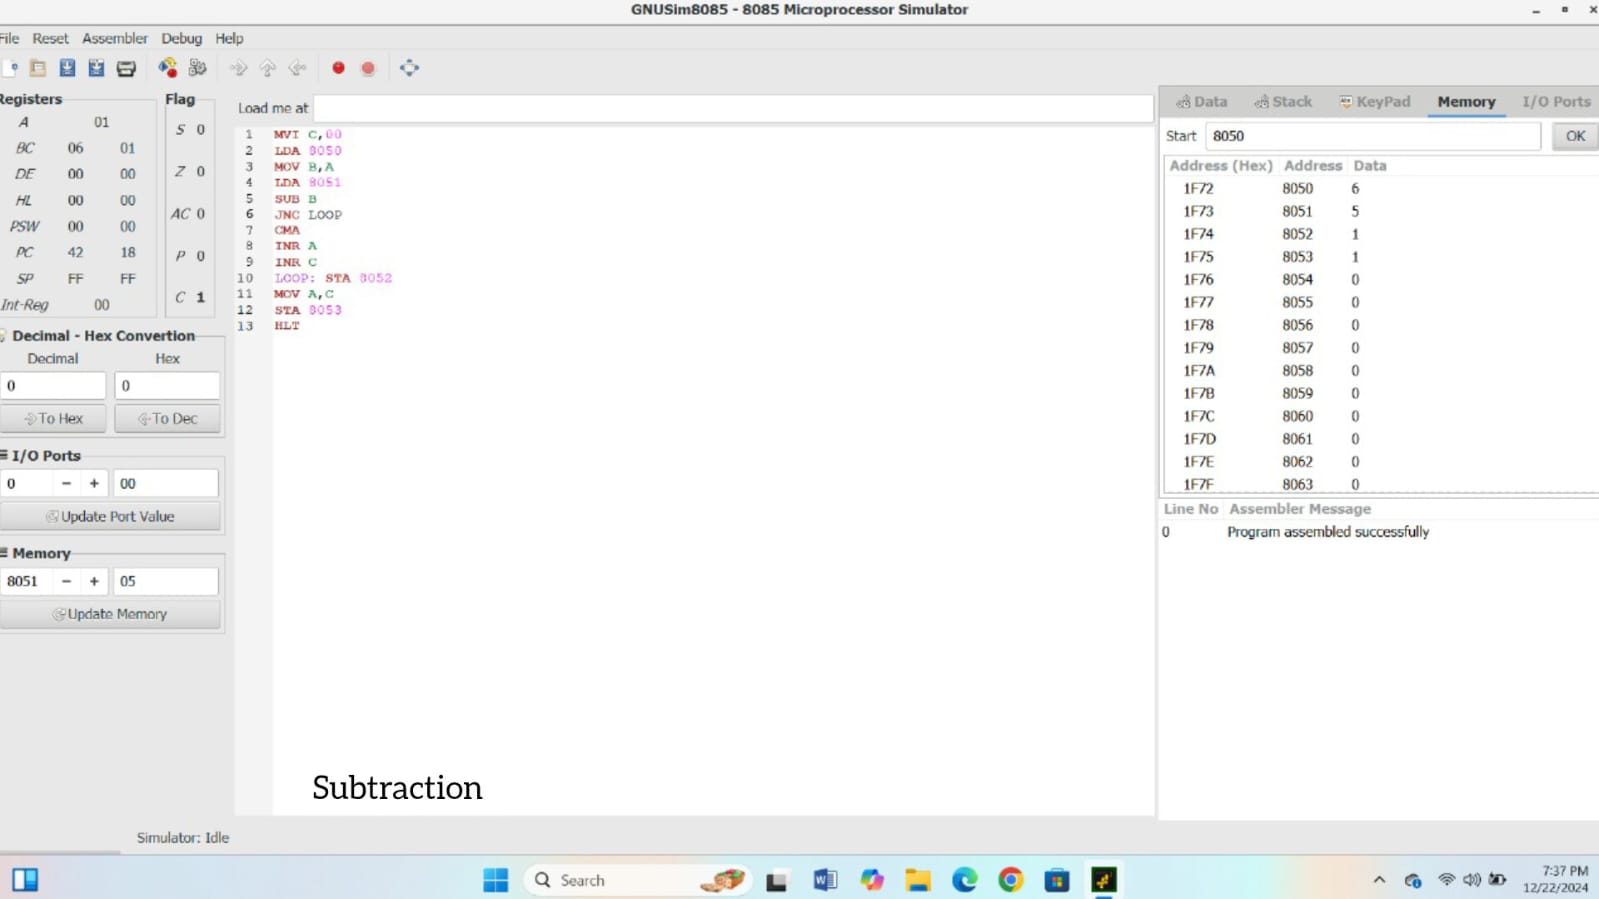 GNUSim8085 - 8085 Microprocessor Simulator
File Reset Assembler Debug Help
Registers
A 01
BC 06 01
DE 00 00
HL 00 00
PSW 00 00
PC 42 18
SP FF FF
Int-Reg 00
Flag
S 0
Z 0
AC 0
P 0
C 1
Decimal - Hex Convertion
Decimal Hex
0 0
To Hex To Dec
I/O Ports
0 - + 00
Update Port Value
Memory
8051 - + 05
Update Memory
Load me at
1 MVI C,00
2 LDA 8050
3 MOV B,A
4 LDA 8051
5 SUB B
6 JNC LOOP
7 CMA
8 INR A
9 INR C
10 LOOP: STA 8052
11 MOV A,C
12 STA 8053
13 HLT
Subtraction
Data Stack KeyPad Memory I/O Ports
Start 8050 OK
Address (Hex) Address Data
1F72 8050 6
1F73 8051 5
1F74 8052 1
1F75 8053 1
1F76 8054 0
1F77 8055 0
1F78 8056 0
1F79 8057 0
1F7A 8058 0
1F7B 8059 0
1F7C 8060 0
1F7D 8061 0
1F7E 8062 0
1F7F 8063 0
Line No Assembler Message
0 Program assembled successfully
Simulator: Idle
Search
7:37 PM
12/22/2024